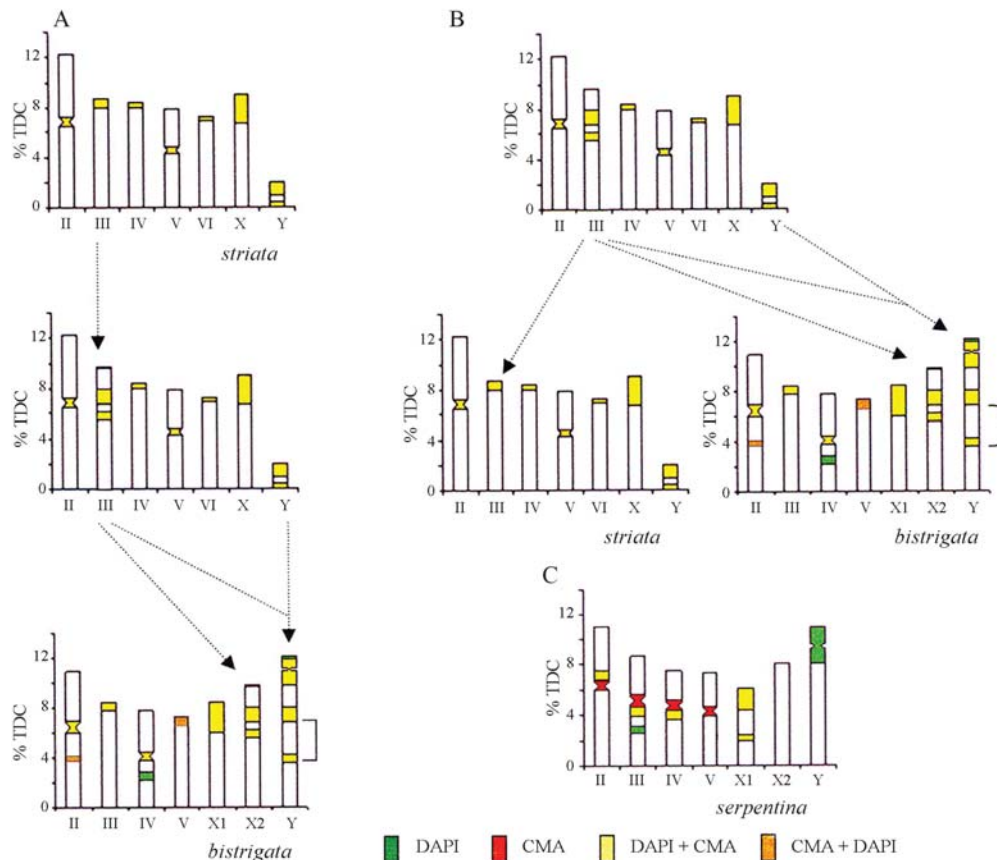 A
12
8
4
0
% TDC
II III IV V VI X Y
striata
12
8
4
0
% TDC
II III IV V VI X Y
12
8
4
0
% TDC
II III IV V X1 X2 Y
bistrigata
B
12
8
4
0
% TDC
II III IV V VI X Y
12
8
4
0
% TDC
II III IV V VI X Y
striata
12
8
4
0
% TDC
II III IV V X1 X2 Y
bistrigata
C
12
8
4
0
% TDC
II III IV V X1 X2 Y
serpentina
DAPI CMA DAPI + CMA CMA + DAPI